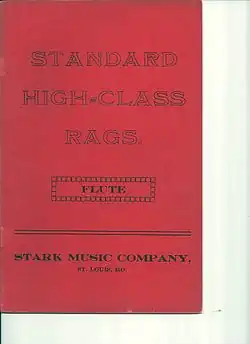 STANDARD
HIGH-CLASS
RAGS.
FLUTE
STARK MUSIC COMPANY,
ST. LOUIS, MO.